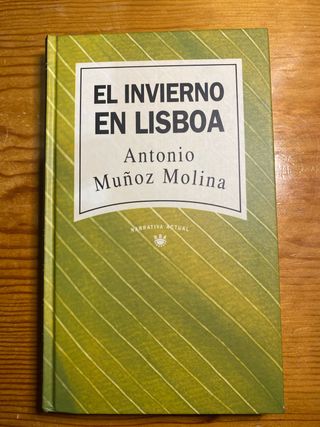 EL INVIERNO
EN LISBOA
Antonio
Muñoz Molina
NARRATIVA ACTUAL